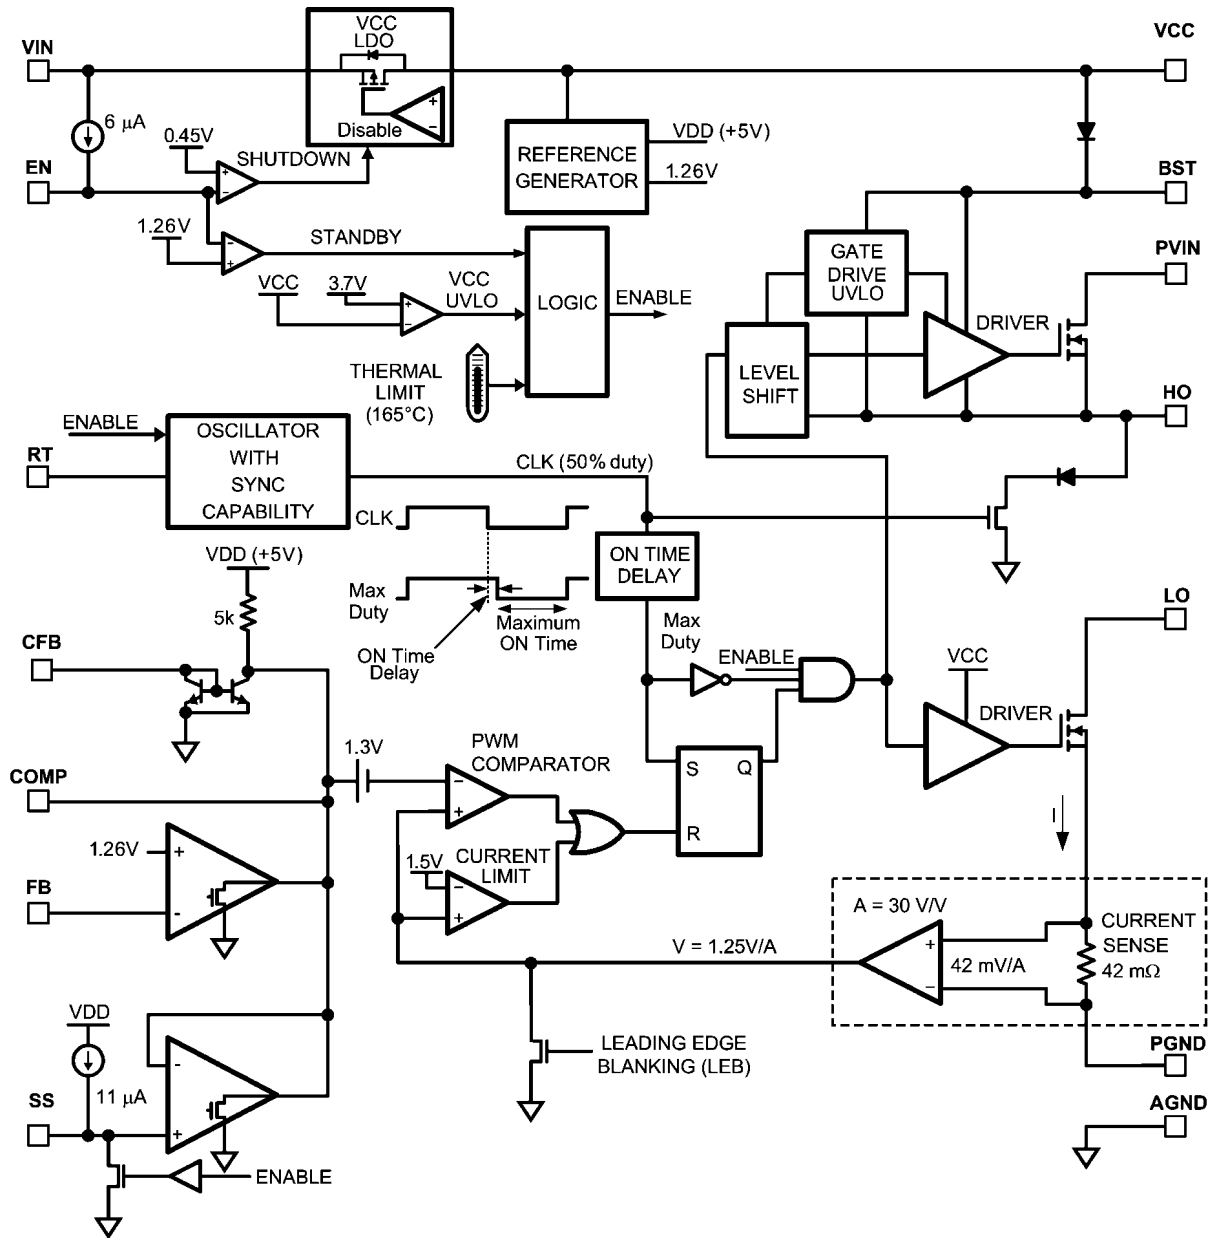 VCC
LDO
VIN
VCC
6 µA
0.45V
Disable
SHUTDOWN
EN
REFERENCE
GENERATOR
VDD (+5V)
1.26V
BST
1.26V
STANDBY
GATE
DRIVE
UVLO
PVIN
VCC
3.7V
VCC
UVLO
LOGIC
ENABLE
DRIVER
THERMAL
LIMIT
(165°C)
LEVEL
SHIFT
HO
ENABLE
OSCILLATOR
WITH
SYNC
CAPABILITY
RT
CLK (50% duty)
CLK
VDD (+5V)
ON TIME
DELAY
Max
Duty
5k
Maximum
ON Time
ON Time
Delay
Max
Duty
LO
CFB
ENABLE
VCC
DRIVER
1.3V
PWM
COMPARATOR
S
Q
R
COMP
I
1.26V
+
-
FB
1.5V
CURRENT
LIMIT
A = 30 V/V
CURRENT
SENSE
42 mΩ
42 mV/A
V = 1.25V/A
VDD
11 µA
SS
LEADING EDGE
BLANKING (LEB)
PGND
AGND
ENABLE